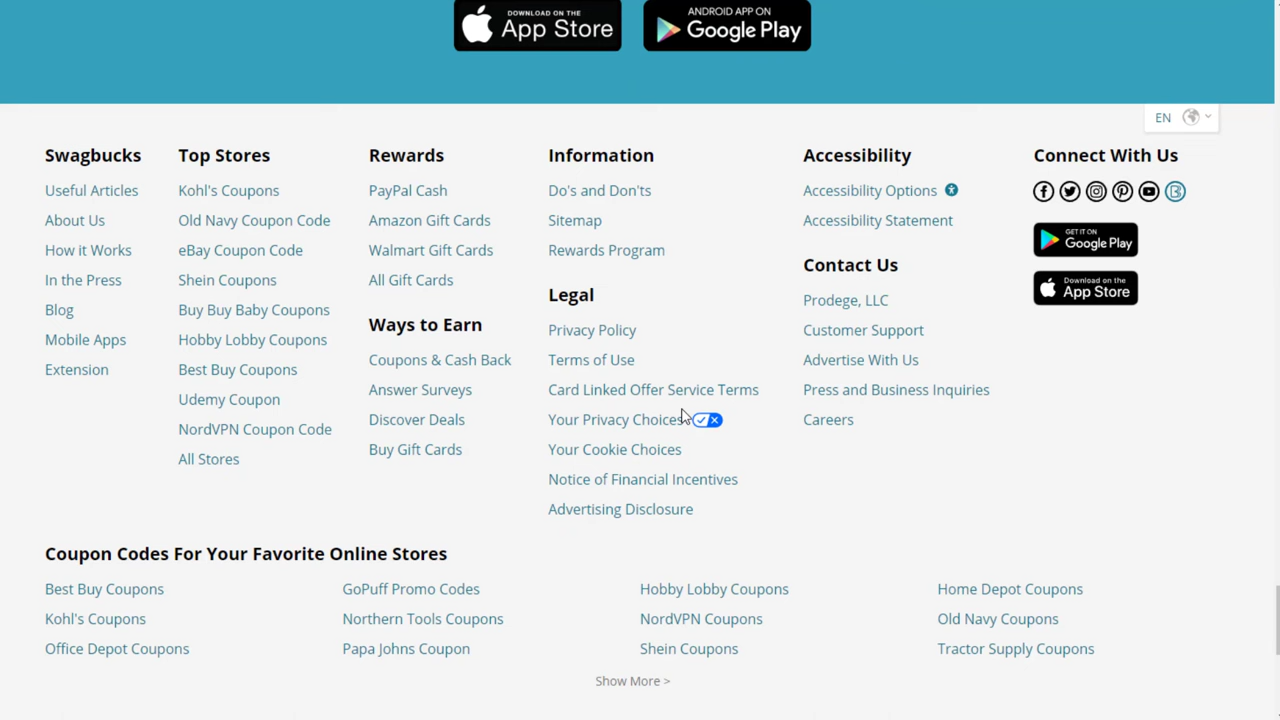 Download on the
App Store
ANDROID APP ON
Google Play
EN
Swagbucks
Useful Articles
About Us
How it Works
In the Press
Blog
Mobile Apps
Extension
Top Stores
Kohl's Coupons
Old Navy Coupon Code
eBay Coupon Code
Shein Coupons
Buy Buy Baby Coupons
Hobby Lobby Coupons
Best Buy Coupons
Udemy Coupon
NordVPN Coupon Code
All Stores
Rewards
PayPal Cash
Amazon Gift Cards
Walmart Gift Cards
All Gift Cards
Ways to Earn
Coupons & Cash Back
Answer Surveys
Discover Deals
Buy Gift Cards
Information
Do's and Don'ts
Sitemap
Rewards Program
Legal
Privacy Policy
Terms of Use
Card Linked Offer Service Terms
Your Privacy Choices
Your Cookie Choices
Notice of Financial Incentives
Advertising Disclosure
Accessibility
Accessibility Options
Accessibility Statement
Contact Us
Prodege, LLC
Customer Support
Advertise With Us
Press and Business Inquiries
Careers
Connect With Us
GET IT ON
Google Play
Download on the
App Store
Coupon Codes For Your Favorite Online Stores
Best Buy Coupons
Kohl's Coupons
Office Depot Coupons
GoPuff Promo Codes
Northern Tools Coupons
Papa Johns Coupon
Hobby Lobby Coupons
NordVPN Coupons
Shein Coupons
Home Depot Coupons
Old Navy Coupons
Tractor Supply Coupons
Show More >